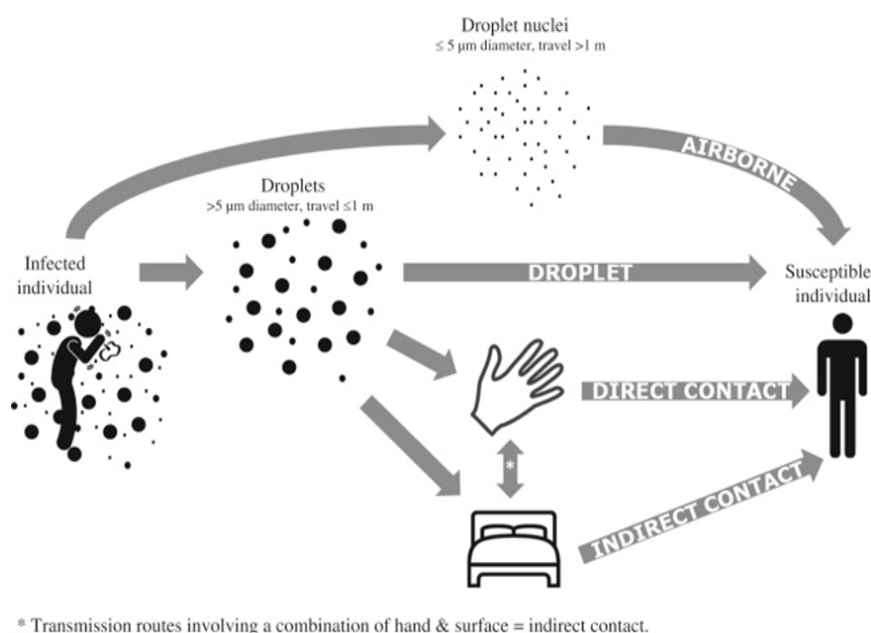 Droplet nuclei
≤ 5 μm diameter, travel >1 m
AIRBORNE
Droplets
>5 μm diameter, travel ≤1 m
Infected
individual
DROPLET
Susceptible
individual
DIRECT CONTACT
*
INDIRECT CONTACT
* Transmission routes involving a combination of hand & surface = indirect contact.